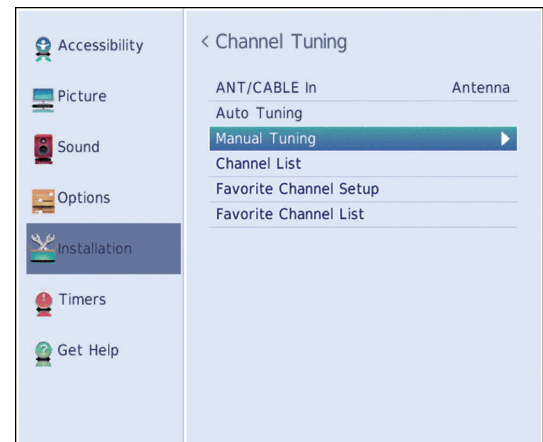 Accessibility
Picture
Sound
Options
Installation
Timers
Get Help
< Channel Tuning
ANT/CABLE In Antenna
Auto Tuning
Manual Tuning
Channel List
Favorite Channel Setup
Favorite Channel List